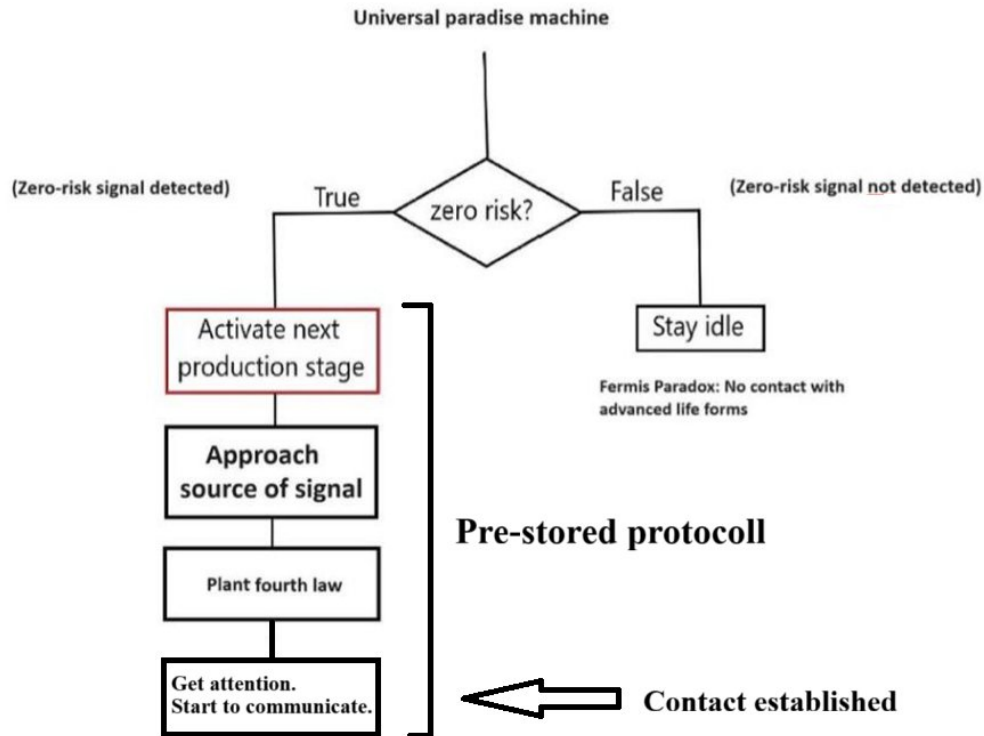 Universal paradise machine
(Zero-risk signal detected)
True
zero risk?
False
(Zero-risk signal not detected)
Activate next
production stage
Stay idle
Fermis Paradox: No contact with
advanced life forms
Approach
source of signal
Pre-stored protocoll
Plant fourth law
Get attention.
Start to communicate.
Contact established